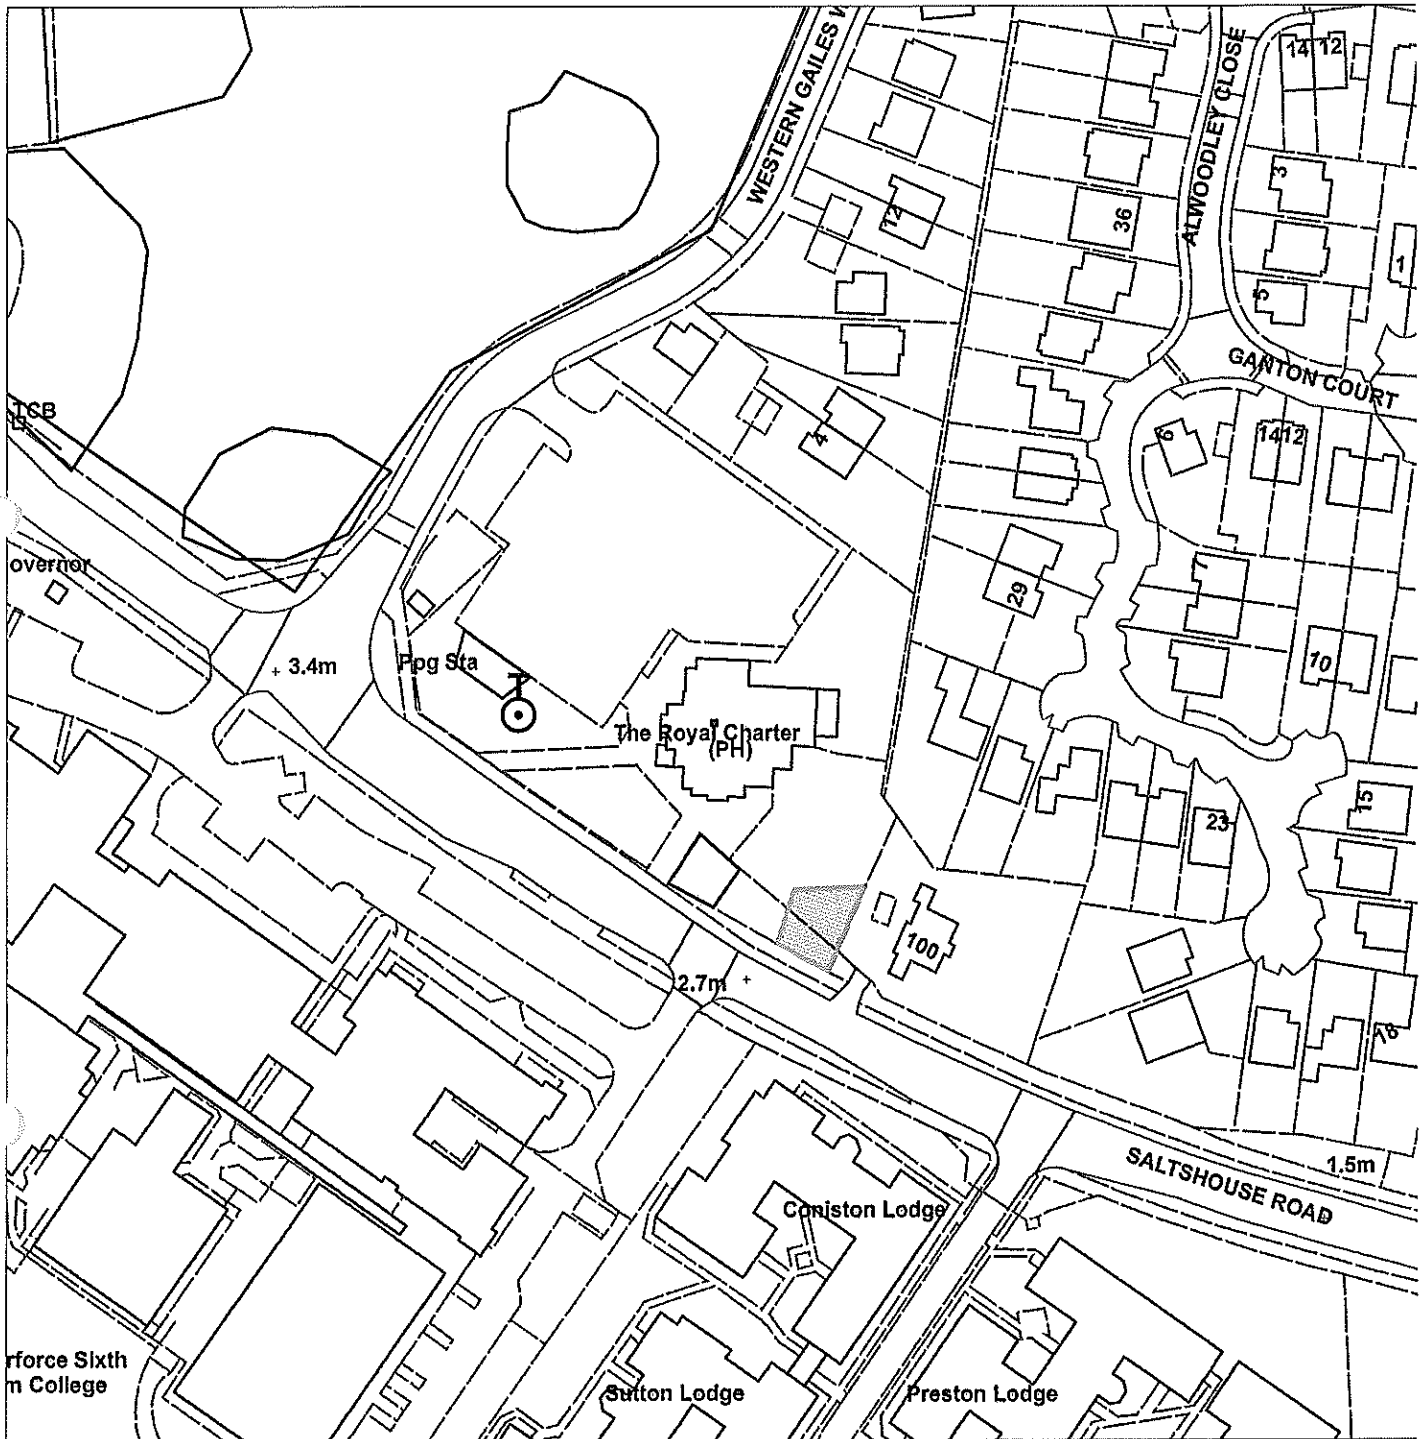 WESTERN GAILES
ALWOODLEY CLOSE
14 12
3
12
36
1
5
GANTON COURT
TCB
4
6
1412
overnor
29
7
10
3.4m
Ppg Sta
T
The Royal Charter
(PH)
15
23
100
2.7m
18
SALTSHOUSE ROAD
1.5m
Coniston Lodge
rforce Sixth
m College
Sutton Lodge
Preston Lodge